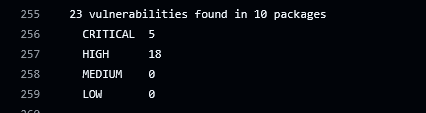 255 23 vulnerabilities found in 10 packages
256 CRITICAL 5
257 HIGH 18
258 MEDIUM 0
259 LOW 0